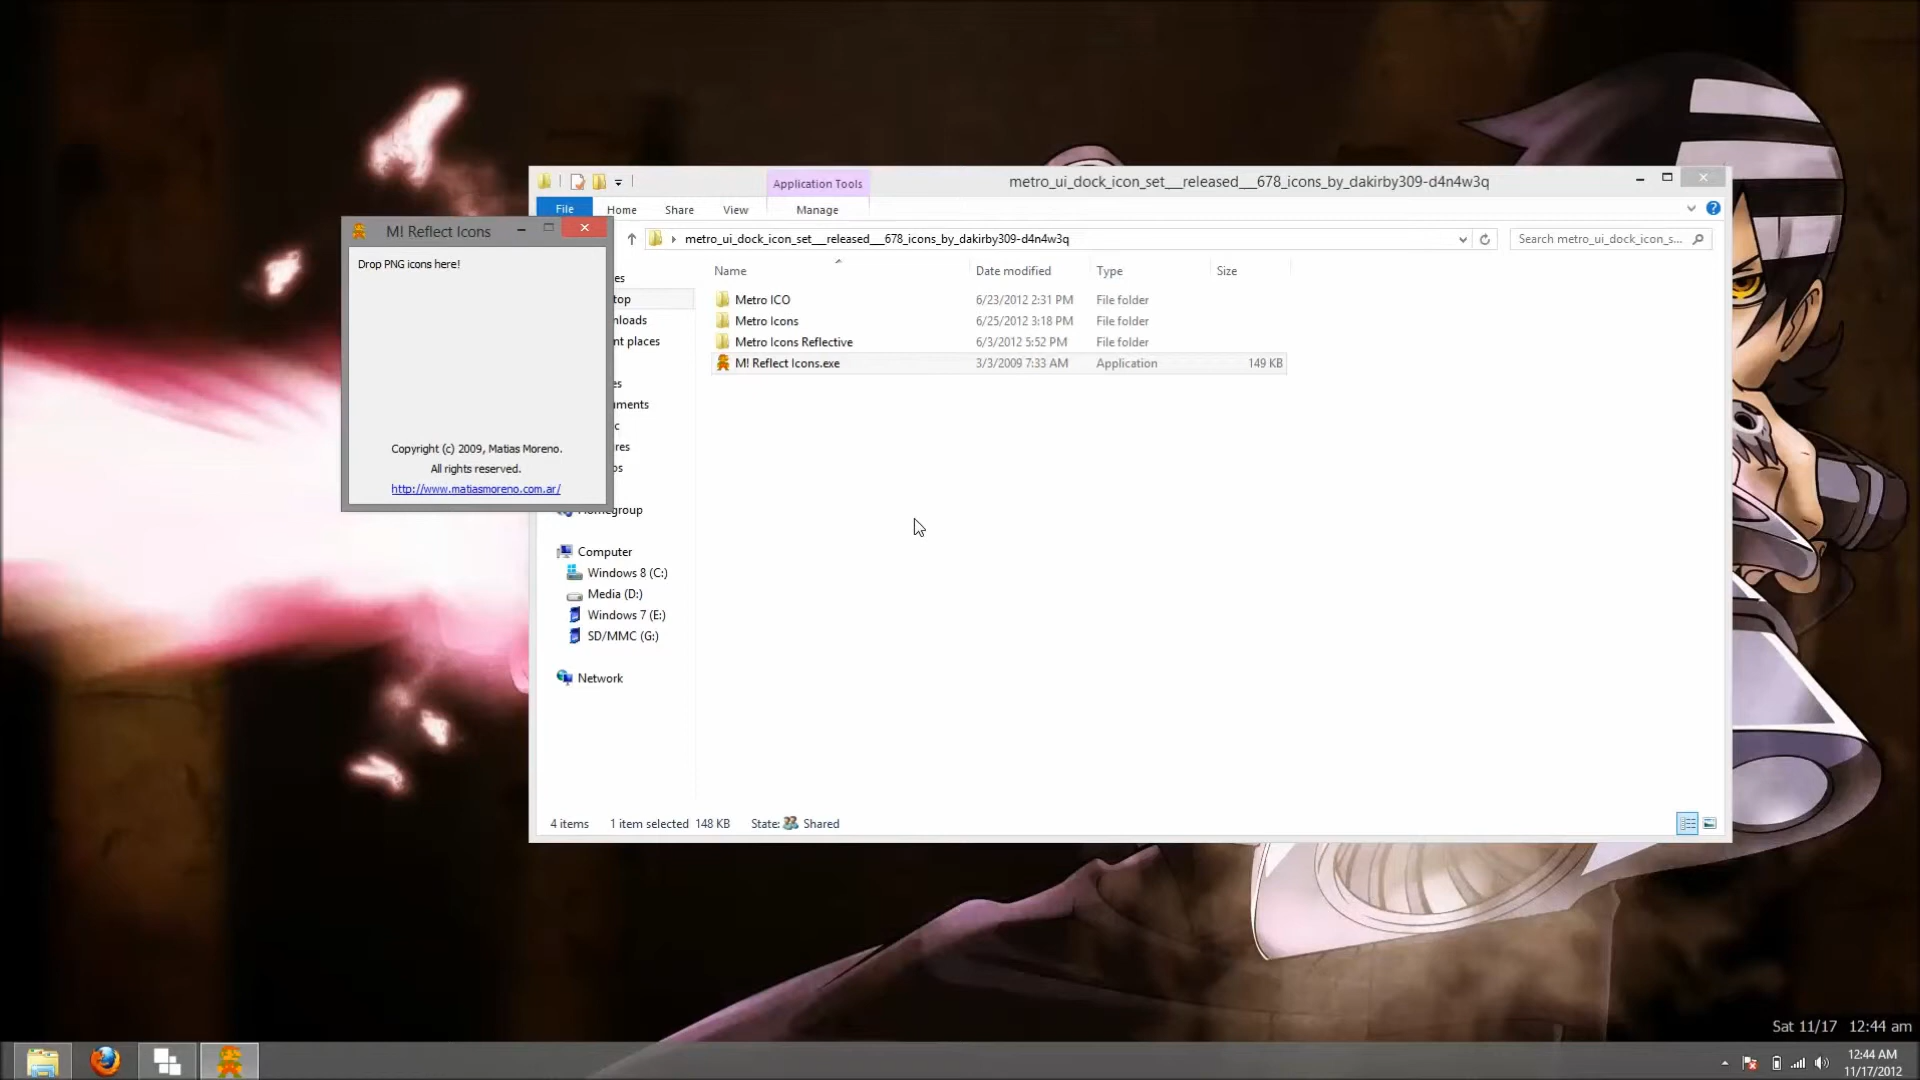 Application Tools
metro_ui_dock_icon_set__released__678_icons_by_dakirby309-d4n4w3q
File
Home
Share
View
Manage
metro_ui_dock_icon_set__released__678_icons_by_dakirby309-d4n4w3q
Search metro_ui_dock_icon_s...
M! Reflect Icons
Drop PNG icons here!
Copyright (c) 2009, Matias Moreno.
All rights reserved.
http://www.matiasmoreno.com.ar/
Name
Date modified
Type
Size
Metro ICO
6/23/2012 2:31 PM
File folder
Metro Icons
6/25/2012 3:18 PM
File folder
Metro Icons Reflective
6/3/2012 5:52 PM
File folder
M! Reflect Icons.exe
3/3/2009 7:33 AM
Application
149 KB
es
top
nloads
nt places
es
uments
c
res
os
Homegroup
Computer
Windows 8 (C:)
Media (D:)
Windows 7 (E:)
SD/MMC (G:)
Network
4 items
1 item selected 148 KB
State:
Shared
Sat 11/17 12:44 am
12:44 AM
11/17/2012